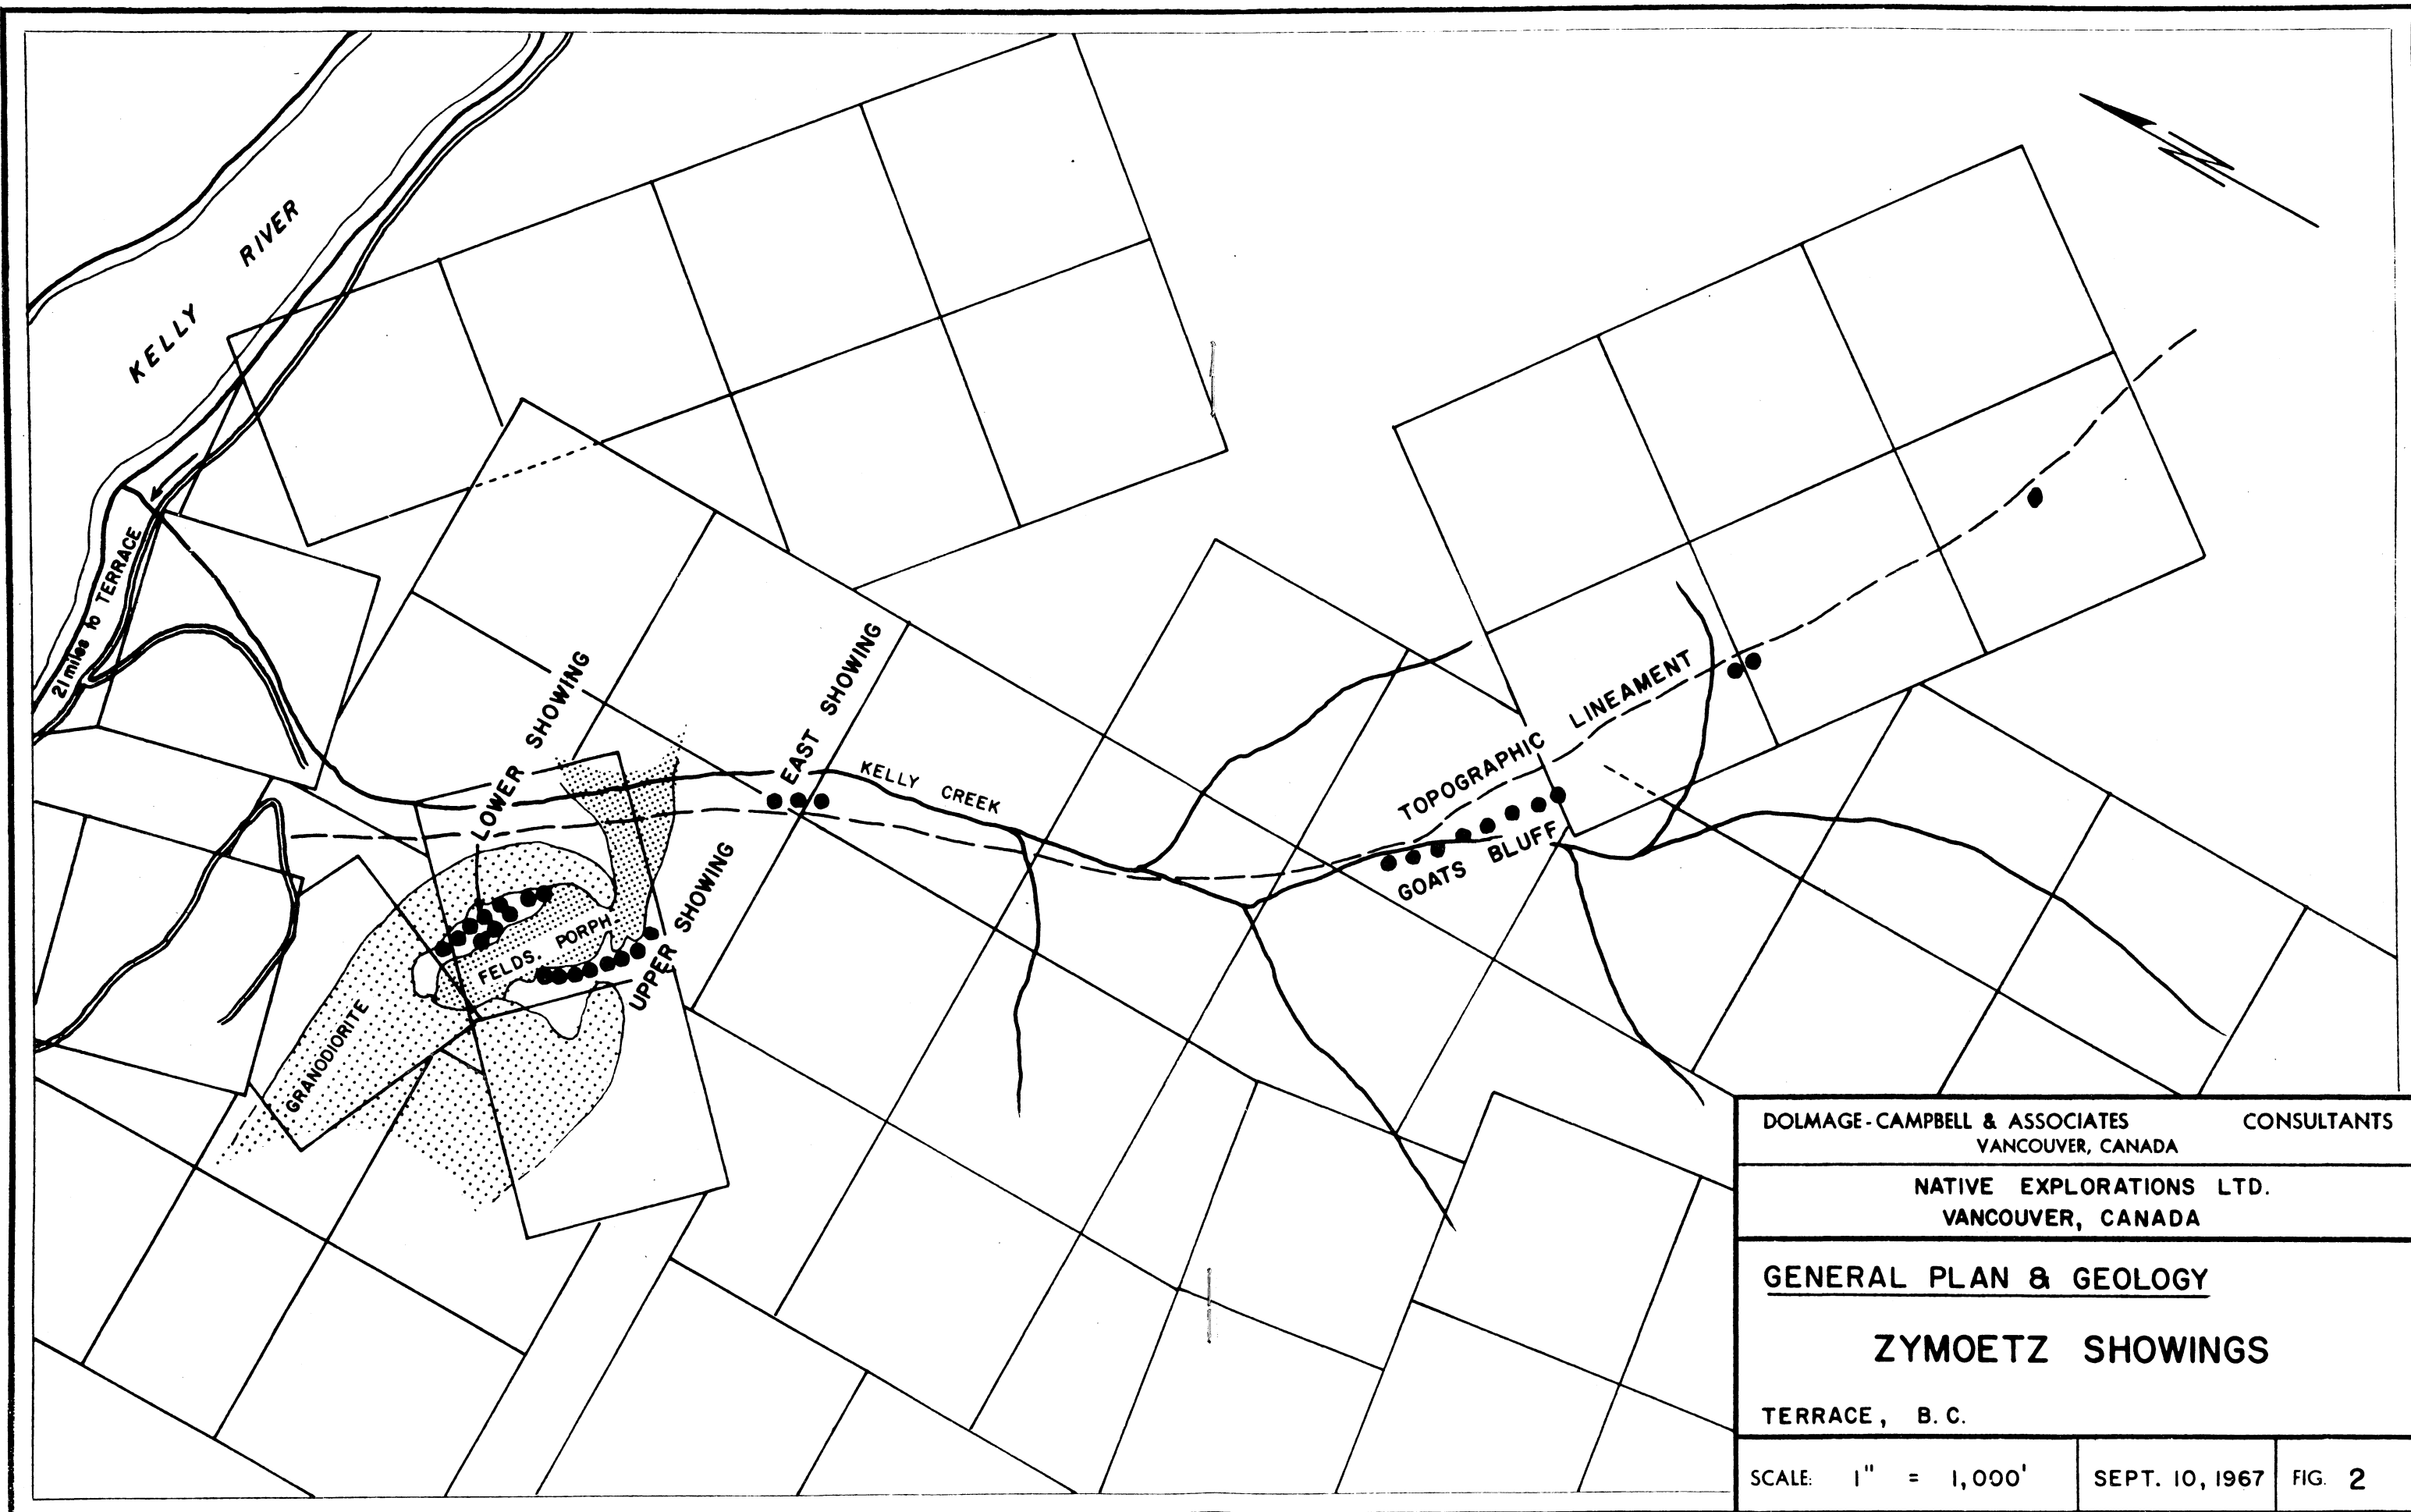 KELLY RIVER
21 miles to TERRACE
LOWER SHOWING
EAST SHOWING
KELLY CREEK
TOPOGRAPHIC LINEAMENT
GOATS BLUFF
UPPER SHOWING
FELDS. PORPH.
GRANODIORITE
N
DOLMAGE-CAMPBELL & ASSOCIATES CONSULTANTS
VANCOUVER, CANADA
NATIVE EXPLORATIONS LTD.
VANCOUVER, CANADA
GENERAL PLAN & GEOLOGY
ZYMOETZ SHOWINGS
TERRACE, B.C.
SCALE: 1" = 1,000'
SEPT. 10, 1967
FIG. 2